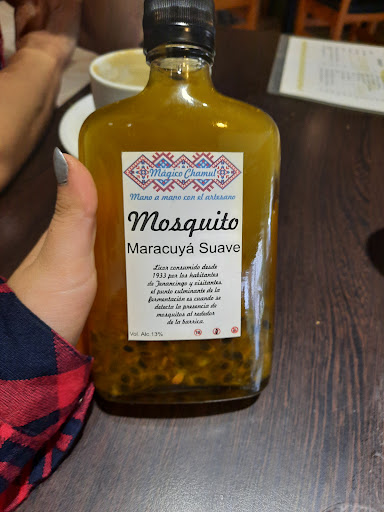 Mágico Chamul
Mano a mano con el artesano
Mosquito
Maracuyá Suave
Licor consumido desde
1933 por los habitantes
de Tenancingo y visitantes,
el punto culminante de la
fermentación es cuando se
detecta la presencia de
mosquitos al rededor
de la barrica.
Vol. Alc.13%